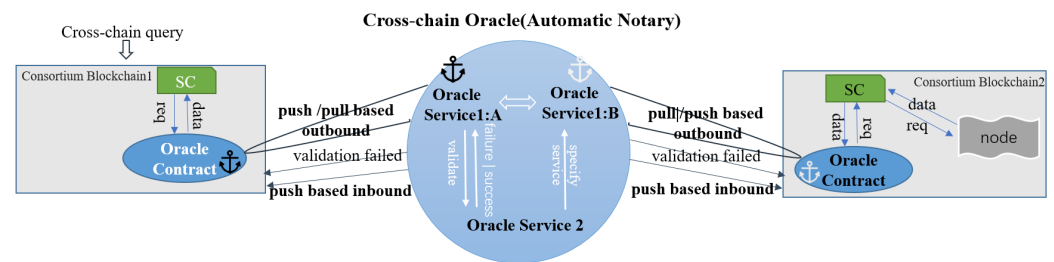 Cross-chain Oracle(Automatic Notary)
Cross-chain query
Consortium Blockchain1
SC
req
data
Oracle
Contract
push /pull based
outbound
validation failed
push based inbound
Oracle
Service1:A
Oracle
Service1:B
validate
failure | success
specify
service
Oracle Service 2
pull/push based
outbound
validation failed
push based inbound
Consortium Blockchain2
SC
data
req
data
req
node
Oracle
Contract